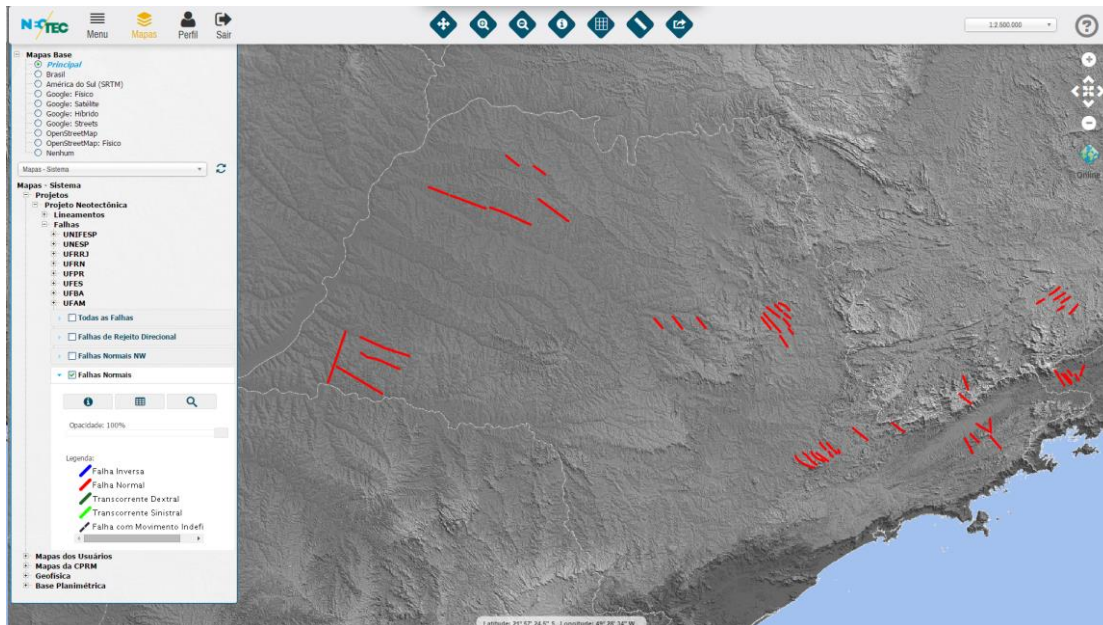 NEOTEC
Menu
Mapas
Perfil
Sair
1:2.500.000
Mapas Base
Principal
Brasil
América do Sul (SRTM)
Google: Físico
Google: Satélite
Google: Híbrido
Google: Streets
OpenStreetMap
OpenStreetMap: Físico
Nenhum
Mapas - Sistema
Mapas - Sistema
Projetos
Projeto Neotectônica
Lineamentos
Falhas
UNIFESP
UNESP
UFRRJ
UFRN
UFPR
UFES
UFBA
UFAM
Todas as Falhas
Falhas de Rejeito Direcional
Falhas Normais NW
Falhas Normais
Opacidade: 100%
Legenda:
Falha Inversa
Falha Normal
Transcorrente Dextral
Transcorrente Sinistral
Falha com Movimento Indefi
Mapas dos Usuários
Mapas da CPRM
Geofísica
Base Planimétrica
Online